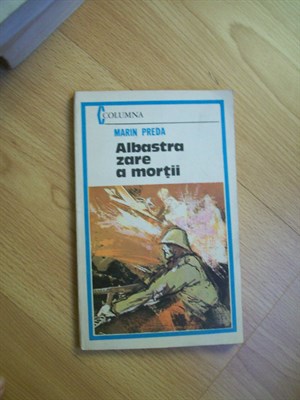 COLUMNA
MARIN PREDA
Albastra
zare
a morții